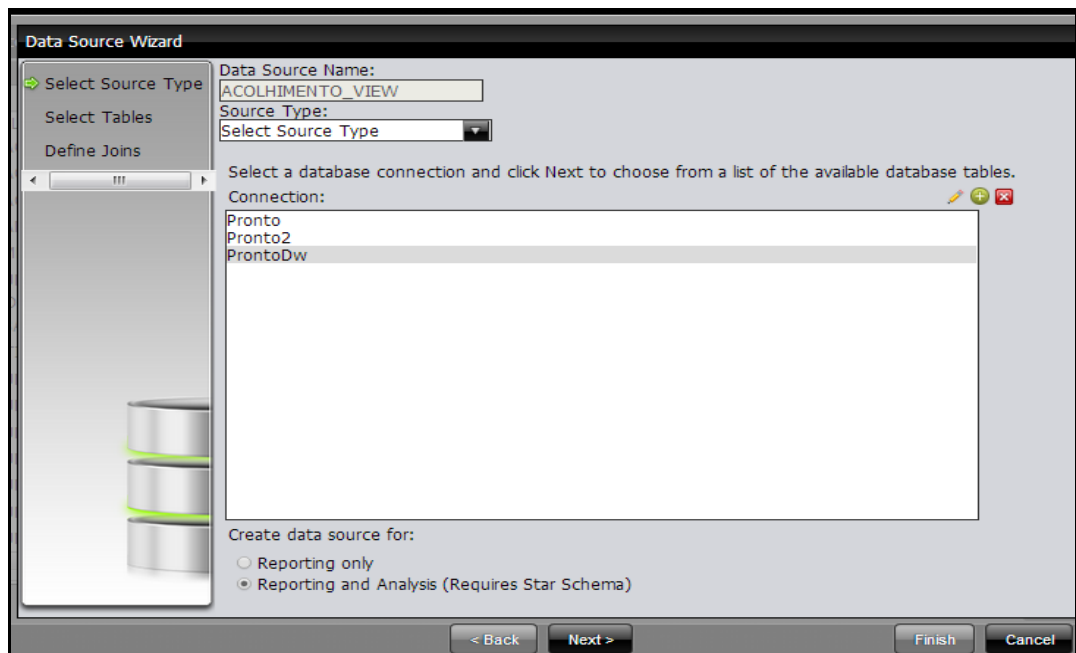 Data Source Wizard
Select Source Type
Select Tables
Define Joins
Data Source Name:
ACOLHIMENTO_VIEW
Source Type:
Select Source Type
Select a database connection and click Next to choose from a list of the available database tables.
Connection:
Pronto
Pronto2
ProntoDw
Create data source for:
Reporting only
Reporting and Analysis (Requires Star Schema)
< Back Next > Finish Cancel